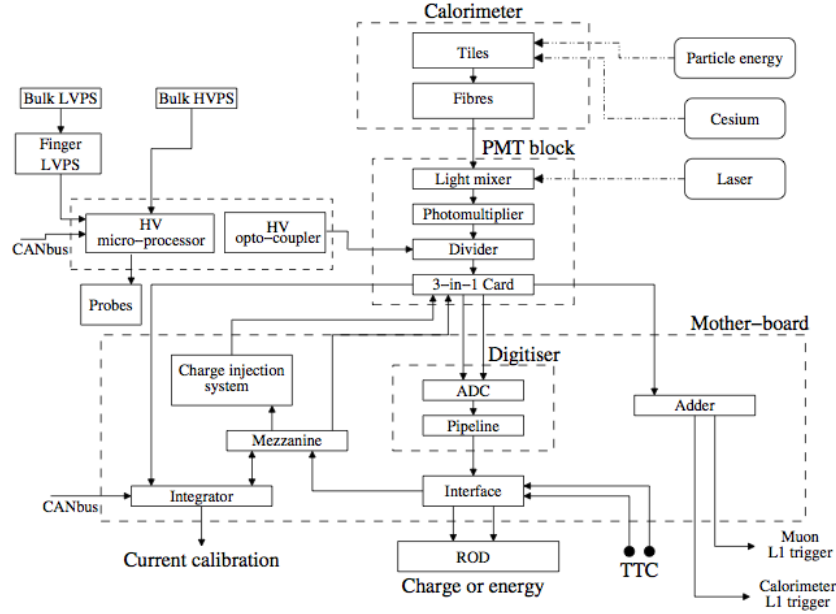 Calorimeter
Tiles
Particle energy
Bulk LVPS
Bulk HVPS
Fibres
Cesium
Finger
LVPS
PMT block
Light mixer
Laser
HV
micro-processor
HV
opto-coupler
Photomultiplier
CANbus
Divider
3-in-1 Card
Probes
Mother-board
Digitiser
Charge injection
system
ADC
Adder
Pipeline
Mezzanine
Integrator
Interface
CANbus
Current calibration
ROD
TTC
Muon
L1 trigger
Charge or energy
Calorimeter
L1 trigger